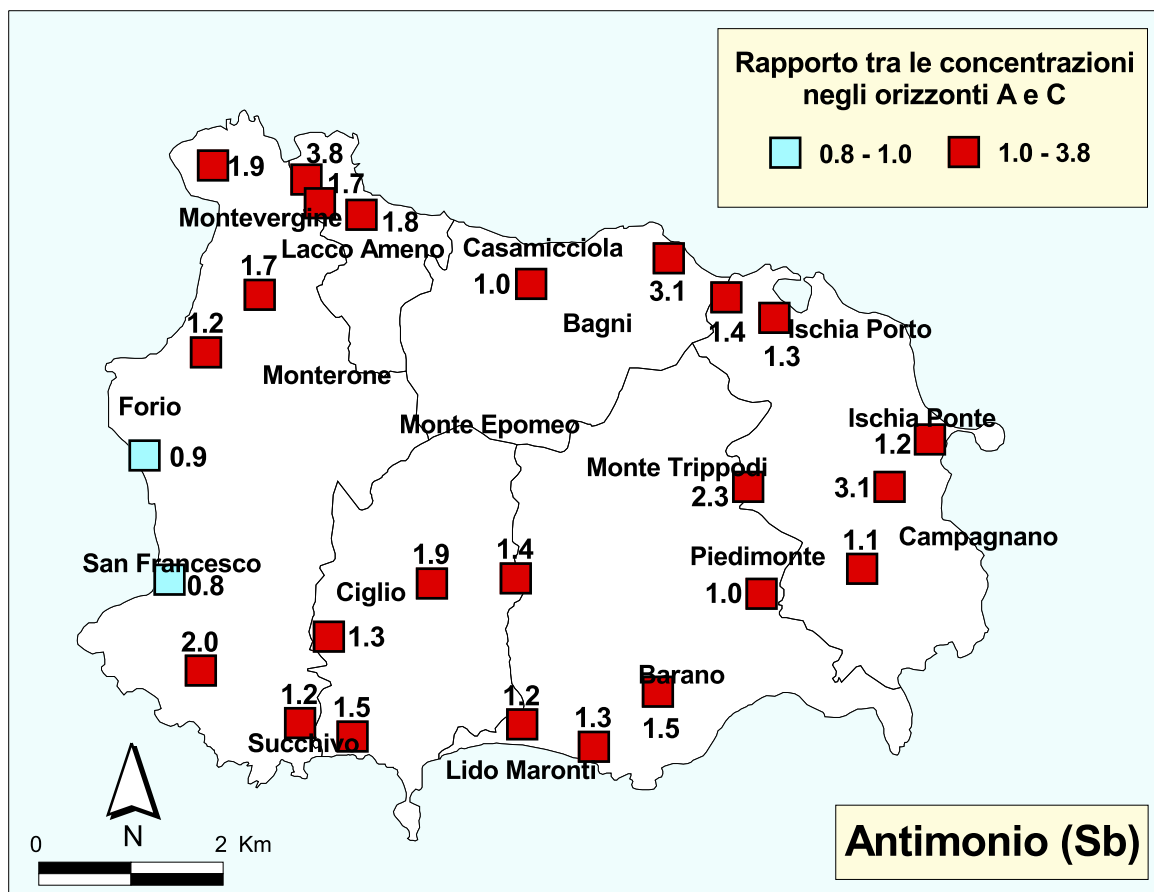 Rapporto tra le concentrazioni
negli orizzonti A e C
0.8 - 1.0
1.0 - 3.8
3.8
1.9
1.7
Montevergine
1.8
Lacco Ameno
Casamicciola
1.7
1.0
3.1
Bagni
1.4
Ischia Porto
1.2
1.3
Monterone
Forio
Monte Epomeo
Ischia Ponte
1.2
0.9
Monte Trippodi
2.3
3.1
Campagnano
San Francesco
0.8
1.9
1.4
Piedimonte
1.1
Ciglio
1.0
1.3
2.0
Barano
1.2
1.5
1.2
1.3
1.5
Succhivo
Lido Maronti
N
0
2 Km
Antimonio (Sb)